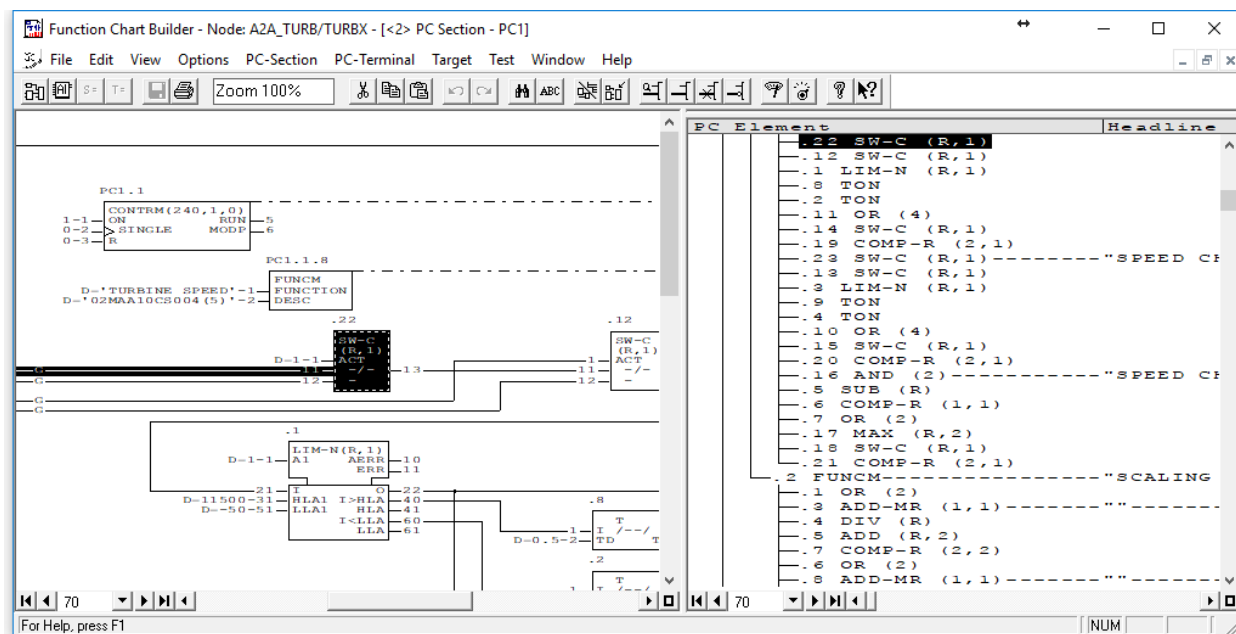 Function Chart Builder - Node: A2A_TURB/TURBX - [<2> PC Section - PC1]
File Edit View Options PC-Section PC-Terminal Target Test Window Help
S= T= Zoom 100% ABC
PC1.1
CONTRM(240,1,0)
1-1 ON RUN 5
0-2 SINGLE MODP 6
0-3 R
PC1.1.8
FUNCM
D-'TURBINE SPEED'-1 FUNCTION
D-'02MAA10CS004(5)'-2 DESC
.22 .12
SW-C SW-C
(R,1) (R,1)
D-1-1 ACT 1 ACT
G 11 -/- 13 11 -/-
G 12 - 12 -
G
G
.1
LIM-N(R,1)
D-1-1 A1 AERR 10
ERR 11
21 I O 22
D-11500-31 HLA1 I>HLA 40 .8
D--50-51 LLA1 HLA 41 T
I<LLA 60 1 I /--/--
LLA 61 D-0.5-2 TD T
.2
T
1 I /--/--
PC Element Headline
.22 SW-C (R,1)
.12 SW-C (R,1)
.1 LIM-N (R,1)
.8 TON
.2 TON
.11 OR (4)
.14 SW-C (R,1)
.19 COMP-R (2,1)
.23 SW-C (R,1)--------"SPEED CH
.13 SW-C (R,1)
.3 LIM-N (R,1)
.9 TON
.4 TON
.10 OR (4)
.15 SW-C (R,1)
.20 COMP-R (2,1)
.16 AND (2)-----------"SPEED CH
.5 SUB (R)
.6 COMP-R (1,1)
.7 OR (2)
.17 MAX (R,2)
.18 SW-C (R,1)
.21 COMP-R (2,1)
.2 FUNCM---------------"SCALING
.1 OR (2)
.3 ADD-MR (1,1)-------""-------
.4 DIV (R)
.5 ADD (R,2)
.7 COMP-R (2,2)
.6 OR (2)
.8 ADD-MR (1,1)-------""-------
70 70
For Help, press F1 NUM